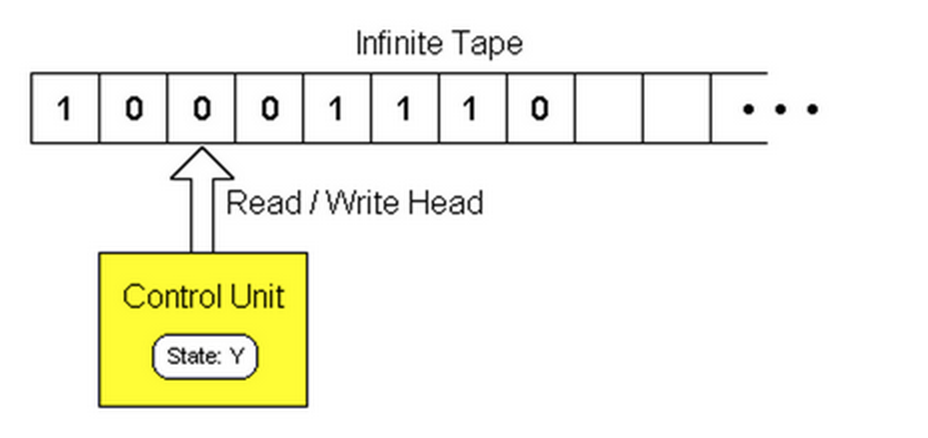 Infinite Tape
1 0 0 0 1 1 1 0 • • •
Read / Write Head
Control Unit
State: Y